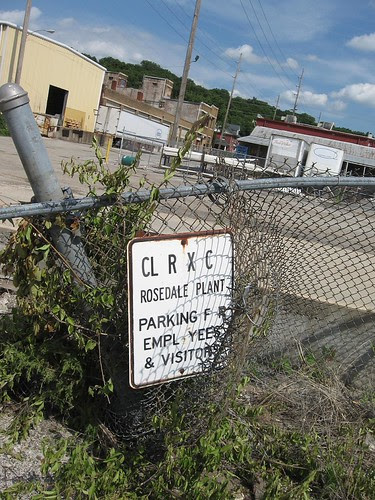 CL R X C
ROSEDALE PLANT
PARKING F R
EMPL YEES
& VISITOR